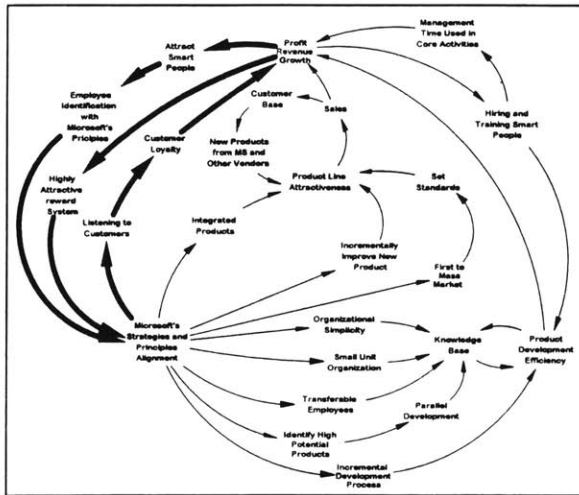 Management
Time Used in
Core Activities
Attract
Smart
People
Profit
Revenue
Growth
Employee
Identification
with
Microsoft's
Priciples
Customer
Base
Sales
Hiring and
Training Smart
People
Customer
Loyalty
New Products
from MS and
Other Venders
Highly
Attractive
reward
System
Product Line
Attractiveness
Set
Standards
Listening to
Customers
Integrated
Products
Incrementally
Improve New
Product
First to
Mass
Market
Microsoft's
Strategies and
Principles
Alignment
Organizational
Simplicity
Knowledge
Base
Product
Development
Efficiency
Small Unit
Organization
Transferable
Employees
Parallel
Development
Identify High
Potential
Products
Incremental
Development
Process